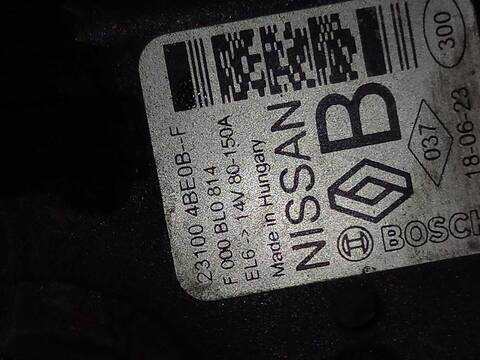 23100 4BE0B--F
F 000 BL0 814
EL6 -> 14V 80-150A
Made in Hungary
NISSAN
B
BOSCH
300
037
18-06-23